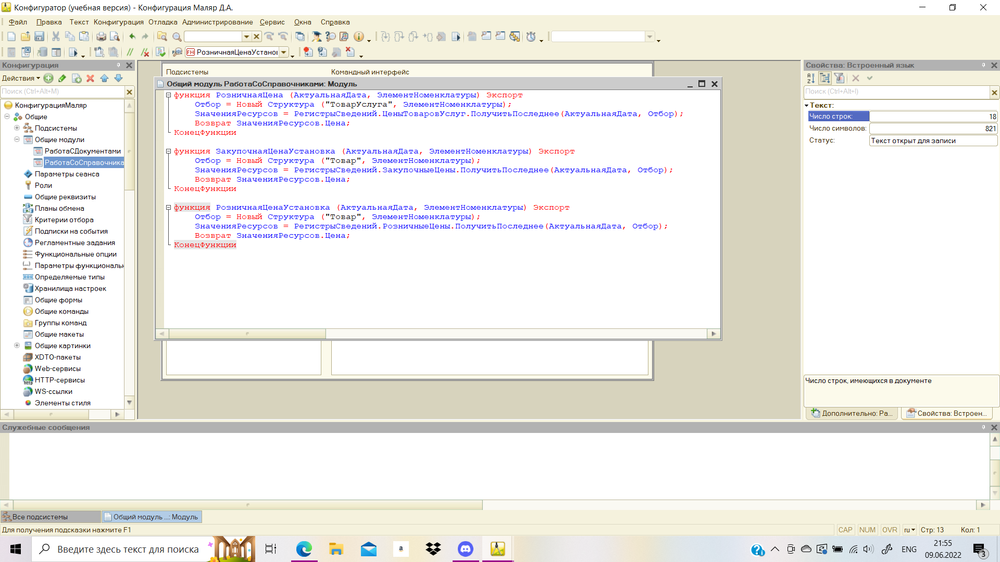 Конфигуратор (учебная версия) - Конфигурация Маляр Д.А.
Файл Правка Текст Конфигурация Отладка Администрирование Сервис Окна Справка
РозничнаяЦенаУстано
Конфигурация
Действия
Поиск (Ctrl+Alt+M)
КонфигурацияМаляр
Общие
Подсистемы
Общие модули
РаботаСДокументами
РаботаСоСправочника
Параметры сеанса
Роли
Общие реквизиты
Планы обмена
Критерии отбора
Подписки на события
Регламентные задания
Функциональные опции
Параметры функциональн
Определяемые типы
Хранилища настроек
Общие формы
Общие команды
Группы команд
Общие макеты
Общие картинки
XDTO-пакеты
Web-сервисы
HTTP-сервисы
WS-ссылки
Элементы стиля
Подсистемы Командный интерфейс
Общий модуль РаботаСоСправочниками: Модуль
функция РозничнаяЦена (АктуальнаяДата, ЭлементНоменклатуры) Экспорт
Отбор = Новый Структура ("ТоварУслуга", ЭлементНоменклатуры);
ЗначенияРесурсов = РегистрыСведений.ЦеныТоваровУслуг.ПолучитьПоследнее(АктуальнаяДата, Отбор);
Возврат ЗначенияРесурсов.Цена;
КонецФункции
функция ЗакупочнаяЦенаУстановка (АктуальнаяДата, ЭлементНоменклатуры) Экспорт
Отбор = Новый Структура ("Товар", ЭлементНоменклатуры);
ЗначенияРесурсов = РегистрыСведений.ЗакупочныеЦены.ПолучитьПоследнее(АктуальнаяДата, Отбор);
Возврат ЗначенияРесурсов.Цена;
КонецФункции
функция РозничнаяЦенаУстановка (АктуальнаяДата, ЭлементНоменклатуры) Экспорт
Отбор = Новый Структура ("Товар", ЭлементНоменклатуры);
ЗначенияРесурсов = РегистрыСведений.РозничныеЦены.ПолучитьПоследнее(АктуальнаяДата, Отбор);
Возврат ЗначенияРесурсов.Цена;
КонецФункции
Свойства: Встроенный язык
Поиск (Ctrl+Alt+I)
Текст:
Число строк: 18
Число символов: 821
Статус: Текст открыт для записи
Число строк, имеющихся в документе
Дополнительно: Ра... Свойства: Встроен...
Служебные сообщения
Все подсистемы Общий модуль ...: Модуль
Для получения подсказки нажмите F1
CAP NUM OVR ru Стр: 13 Кол: 1
Введите здесь текст для поиска
ENG
21:55
09.06.2022
3